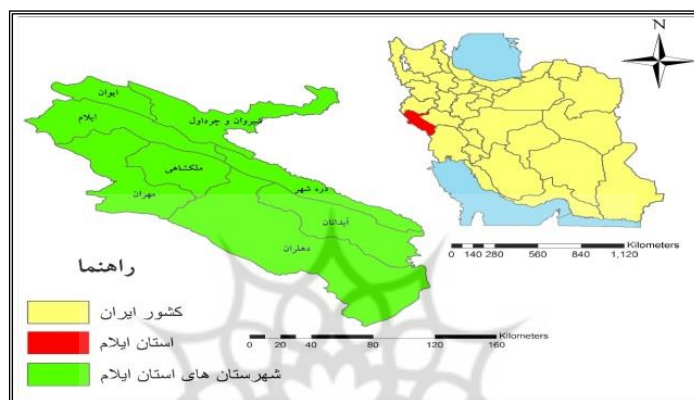 N
ایوان
ایلام
شیروان و چرداول
ملکشاهی
مهران
دره شهر
آبدانان
دهلران
Kilometers
0 140 280 560 840 1,120
راهنما
کشور ایران
استان ایلام
شهرستان های استان ایلام
Kilometers
0 20 40 80 120 160